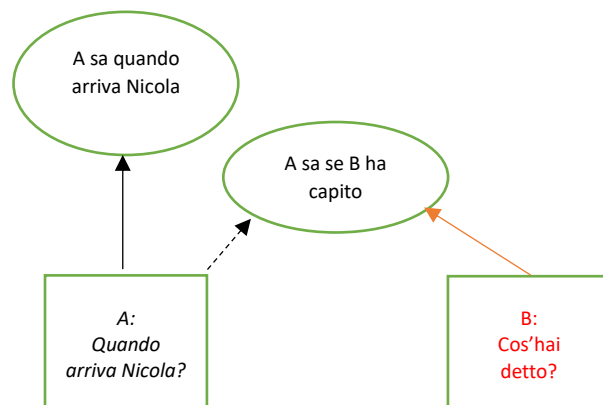 A sa quando
arriva Nicola
A sa se B ha
capito
A:
Quando
arriva Nicola?
B:
Cos'hai
detto?